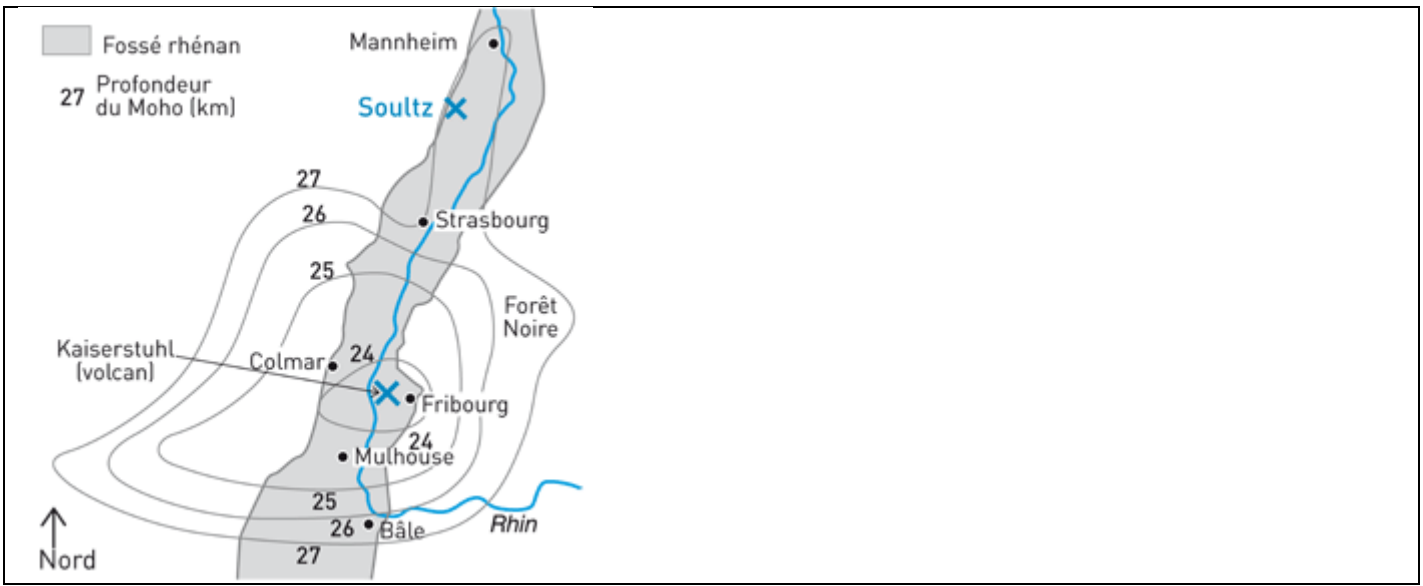 Fossé rhénan
27 Profondeur
du Moho (km)
Mannheim
Soultz
27
26
Strasbourg
25
Forêt
Noire
Kaiserstuhl
(volcan)
Colmar
24
Fribourg
24
Mulhouse
25
26
Bâle
27
Rhin
Nord